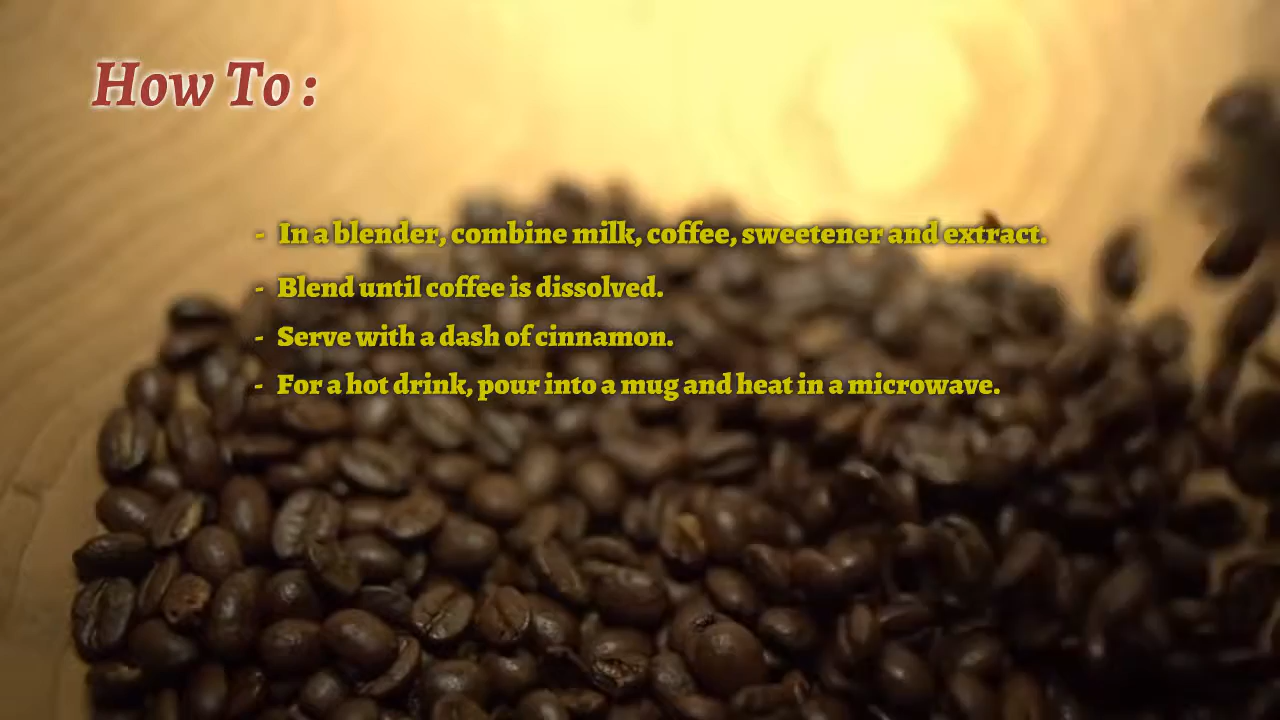 How To :
- In a blender, combine milk, coffee, sweetener and extract.
- Blend until coffee is dissolved.
- Serve with a dash of cinnamon.
- For a hot drink, pour into a mug and heat in a microwave.